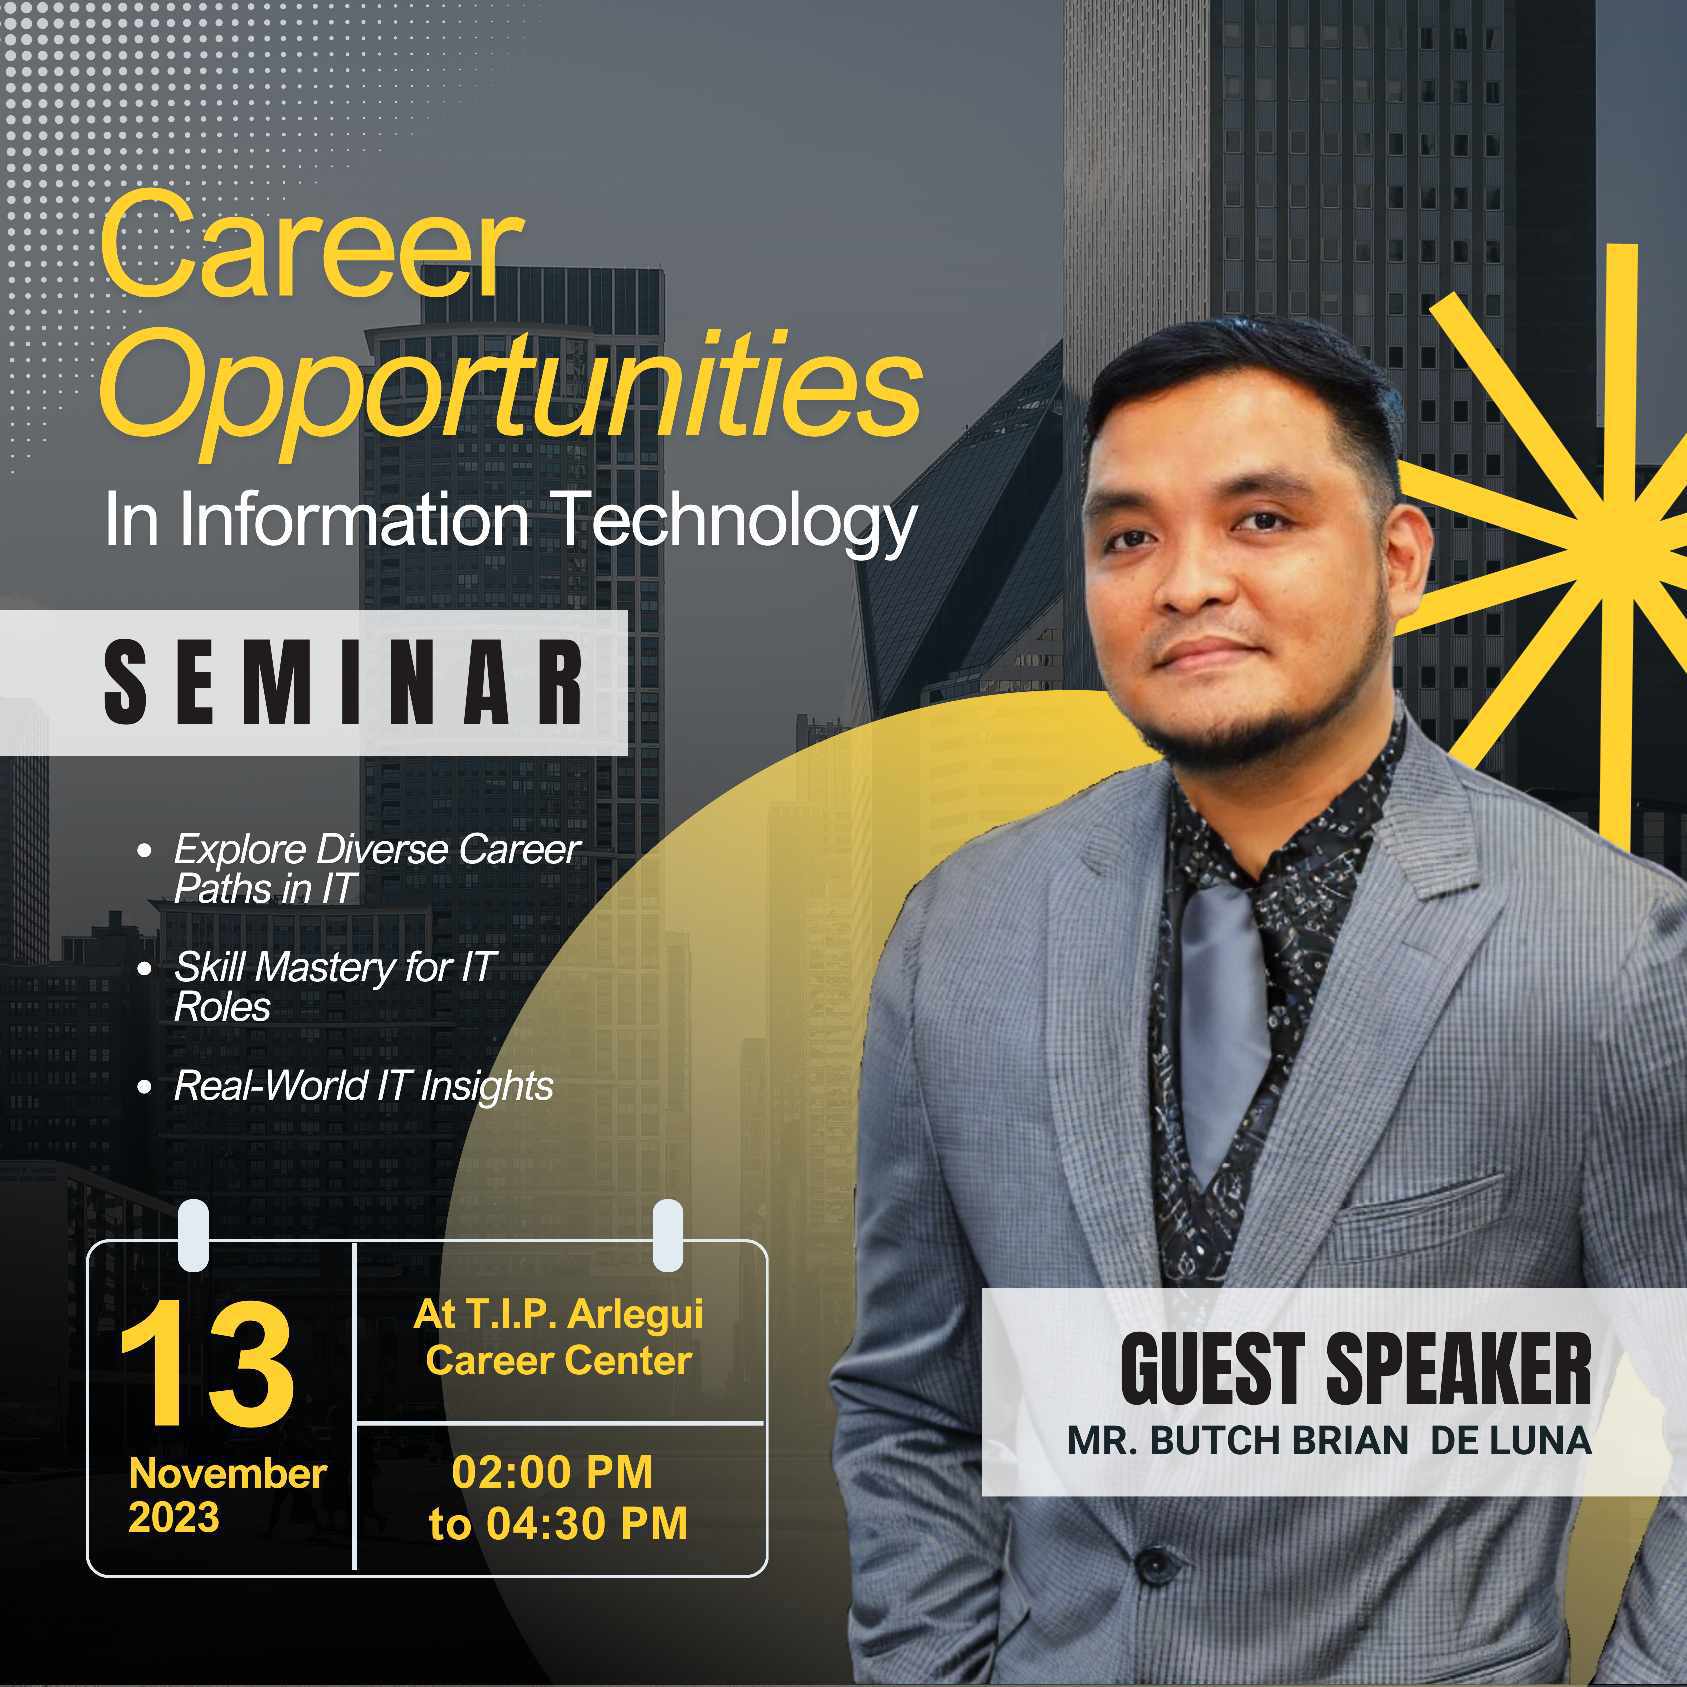 Career
Opportunities
In Information Technology
SEMINAR
• Explore Diverse Career
Paths in IT
• Skill Mastery for IT
Roles
• Real-World IT Insights
13
November
2023
At T.I.P. Arlegui
Career Center
02:00 PM
to 04:30 PM
GUEST SPEAKER
MR. BUTCH BRIAN DE LUNA